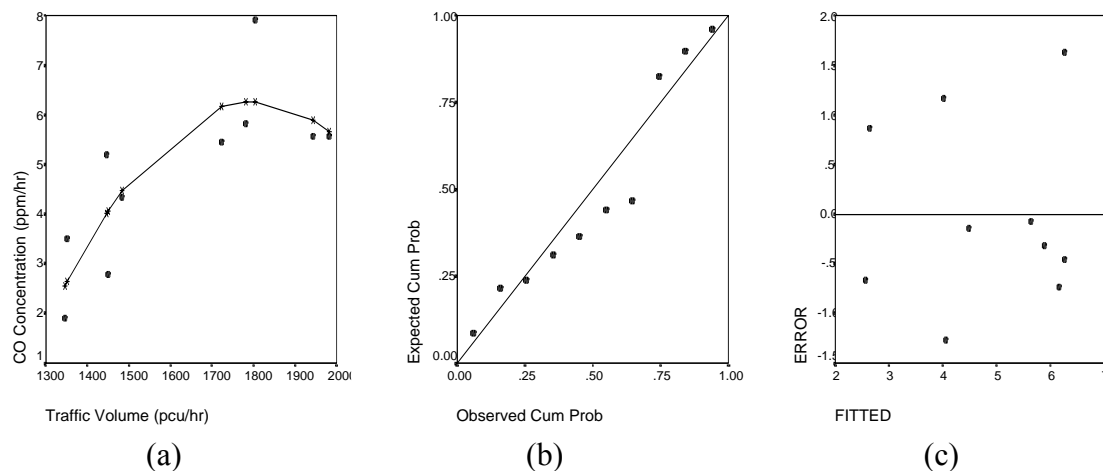 8
7
6
5
4
3
2
1
CO Concentration (ppm/hr)
1300 1400 1500 1600 1700 1800 1900 2000
Traffic Volume (pcu/hr)
(a)
1.00
.75
.50
.25
0.00
Expected Cum Prob
0.00 .25 .50 .75 1.00
Observed Cum Prob
(b)
2.0
1.5
1.0
.5
0.0
-.5
-1.0
-1.5
ERROR
2 3 4 5 6 7
FITTED
(c)